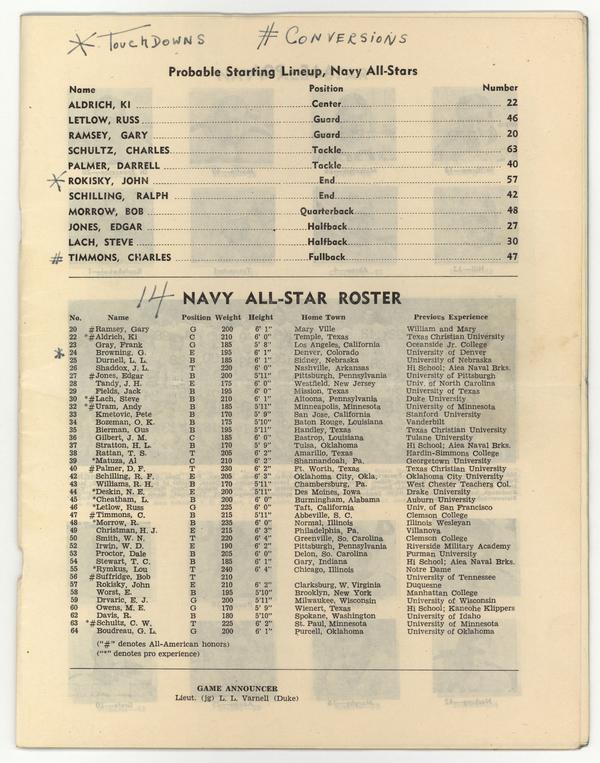 * TOUCHDOWNS # CONVERSIONS
Probable Starting Lineup, Navy All-Stars
Name Position Number
ALDRICH, KI Center 22
LETLOW, RUSS Guard 46
RAMSEY, GARY Guard 20
SCHULTZ, CHARLES Tackle 63
PALMER, DARRELL Tackle 40
* ROKISKY, JOHN End 57
SCHILLING, RALPH End 42
MORROW, BOB Quarterback 48
JONES, EDGAR Halfback 27
LACH, STEVE Halfback 30
# TIMMONS, CHARLES Fullback 47
14 NAVY ALL-STAR ROSTER
No. Name Position Weight Height Home Town Previous Experience
20 #Ramsey, Gary G 200 6' 1" Mary Ville William and Mary
22 *#Aldrich, Ki C 210 6' 0" Temple, Texas Texas Christian University
23 Gray, Frank G 185 5' 8" Los Angeles, California Oceanside Jr. College
* 24 Browning, G. E 195 6' 1" Denver, Colorado University of Denver
25 Durnell, L. L. B 185 6' 1" Sidney, Nebraska University of Nebraska
26 Shaddox, J. L. T 220 6' 0" Nashville, Arkansas Hi School; Aiea Naval Brks.
27 #Jones, Edgar B 200 5'11" Pittsburg, Pennsylvania University of Pittsburg
28 Tandy, J. H. E 175 6' 0" Westfield, New Jersey Univ. of North Carolina
29 Fields, Jack B 195 6' 0" Mission, Texas University of Texas
30 *#Lach, Steve B 210 6' 1" Altoona, Pennsylvania Duke University
32 *#Uram, Andy B 185 5'11" Minneapolis, Minnesota University of Minnesota
33 Kmetovic, Pete B 170 5' 9" San Jose, California Stanford University
34 Bozeman, O. K. B 175 5'10" Baton Rouge, Louisiana Vanderbilt
35 Bierman, Gus B 195 5'11" Handley, Texas Texas Christian University
36 Gilbert, J. M. C 185 6' 0" Bastrop, Louisiana Tulane University
37 Stratton, H. L. B 170 5' 9" Tulsa, Oklahoma Hi School; Aiea Naval Brks.
38 Rattan, T. S. T 205 6' 2" Amarillo, Texas Hardin-Simmons College
39 *Matuza, Al C 210 6' 2" Shannandoah, Pa. Georgetown University
40 #Palmer, D. F. T 230 6' 2" Ft. Worth, Texas Texas Christian University
42 Schilling, R. F. E 205 6' 3" Oklahoma City, Okla. Oklahoma City University
43 Williams, R. H. B 170 5'11" Chambersburg, Pa. West Chester Teachers Col.
44 *Deskin, N. E. E 200 5'11" Des Moines, Iowa Drake University
45 *Cheatham, L. B 200 6' 0" Burmingham, Alabama Auburn University
46 *Letlow, Russ G 225 6' 0" Taft, California Univ. of San Francisco
47 #Timmons, C. B 215 5'11" Abbeville, S. C. Clemson College
48 *Morrow, R. B 235 6' 0" Normal, Illinois Illinois Wesleyan
49 Christman, H. J. E 215 6' 3" Philadelphia, Pa. Villanova
50 Smith, W. N. T 220 6' 4" Greenville, So. Carolina Clemson College
52 Irwin, W. D. E 190 6' 2" Pittsburg, Pennsylvania Riverside Military Academy
53 Proctor, Dale B 205 6' 0" Delon, So. Carolina Furman University
54 Stewart, T. C. B 185 6' 1" Gary, Indiana Hi School; Aiea Naval Brks.
55 *Rymkus, Lou T 240 6' 4" Chicago, Illinois Notre Dame
56 #Suffridge, Bob T 210 University of Tennessee
57 Rokisky, John E 210 6' 2" Clarksburg, W. Virginia Duquesne
58 Worst, E. B 195 5'10" Brooklyn, New York Manhattan College
59 Drvaric, E. J. G 200 5'11" Milwaukee, Wisconsin University of Wisconsin
60 Owens, M. E. G 170 5' 9" Wienert, Texas Hi School; Kaneohe Klippers
62 Davis, R. B 180 5'10" Spokane, Washington University of Idaho
63 *#Schultz, C. W. T 225 6' 2" St. Paul, Minnesota University of Minnesota
64 Boudreau, G. L. G 200 6' 1" Purcell, Oklahoma University of Oklahoma
("#" denotes All-American honors)
("*" denotes pro experience)
GAME ANNOUNCER
Lieut. (jg) L. L. Varnell (Duke)